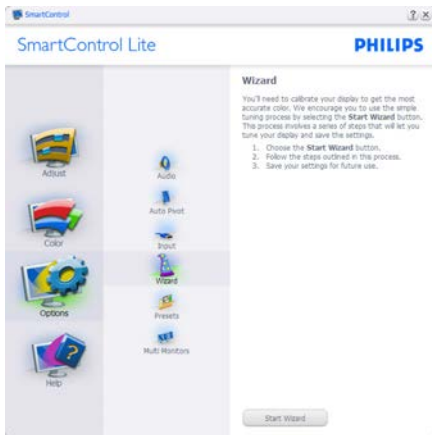 SmartControl
SmartControl Lite
PHILIPS
Adjust
Color
Options
Help
Audio
Auto Pivot
Input
Wizard
Presets
Multi Monitors
Wizard
You'll need to calibrate your display to get the most
accurate color. We encourage you to use the simple
tuning process by selecting the Start Wizard button.
This process involves a series of steps that will let you
tune your display and save the settings.
1. Choose the Start Wizard button.
2. Follow the steps outlined in this process.
3. Save your settings for future use.
Start Wizard